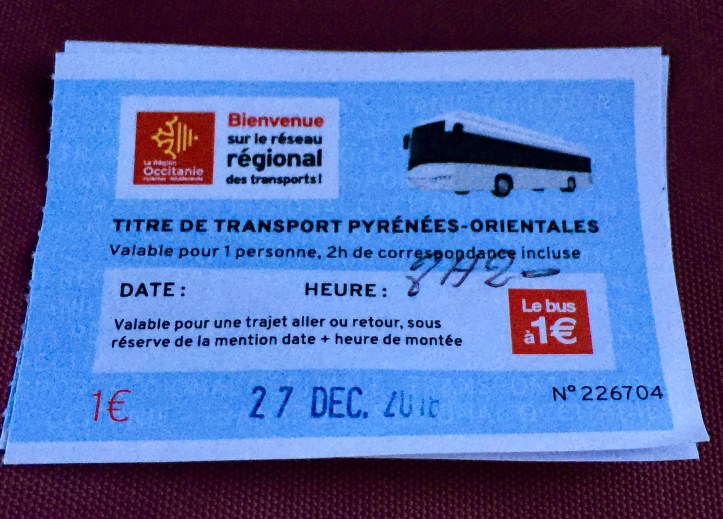 Bienvenue
sur le réseau
régional
des transports!
La Région
Occitanie
TITRE DE TRANSPORT PYRÉNÉES-ORIENTALES
Valable pour 1 personne, 2h de correspondance incluse
DATE :
HEURE :
Le bus
à 1€
Valable pour une trajet aller ou retour, sous
réserve de la mention date + heure de montée
1€
27 DEC.
N° 226704